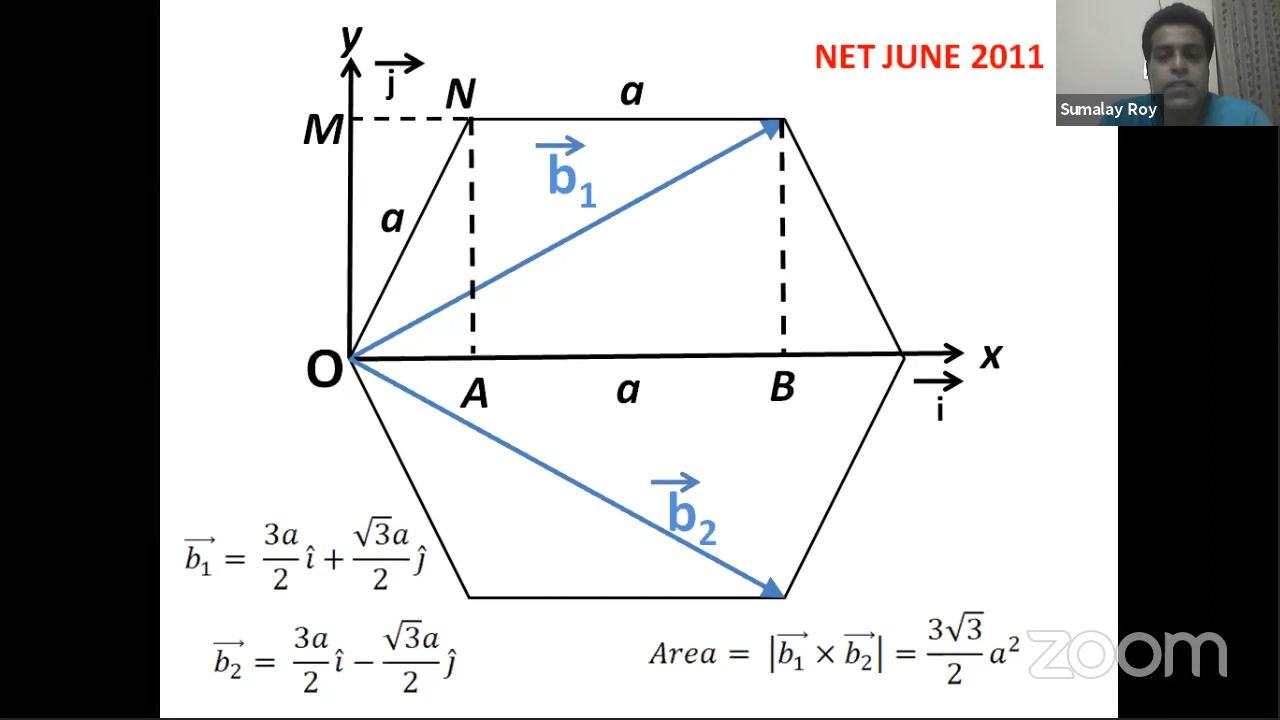 NET JUNE 2011
Sumalay Roy
y
j
N
a
M
b₁
a
O
A
a
B
x
i
b₂
b₁ = 3a/2 î + √3a/2 ĵ
b₂ = 3a/2 î − √3a/2 ĵ
Area = |b₁ × b₂| = 3√3/2 a²
zoom